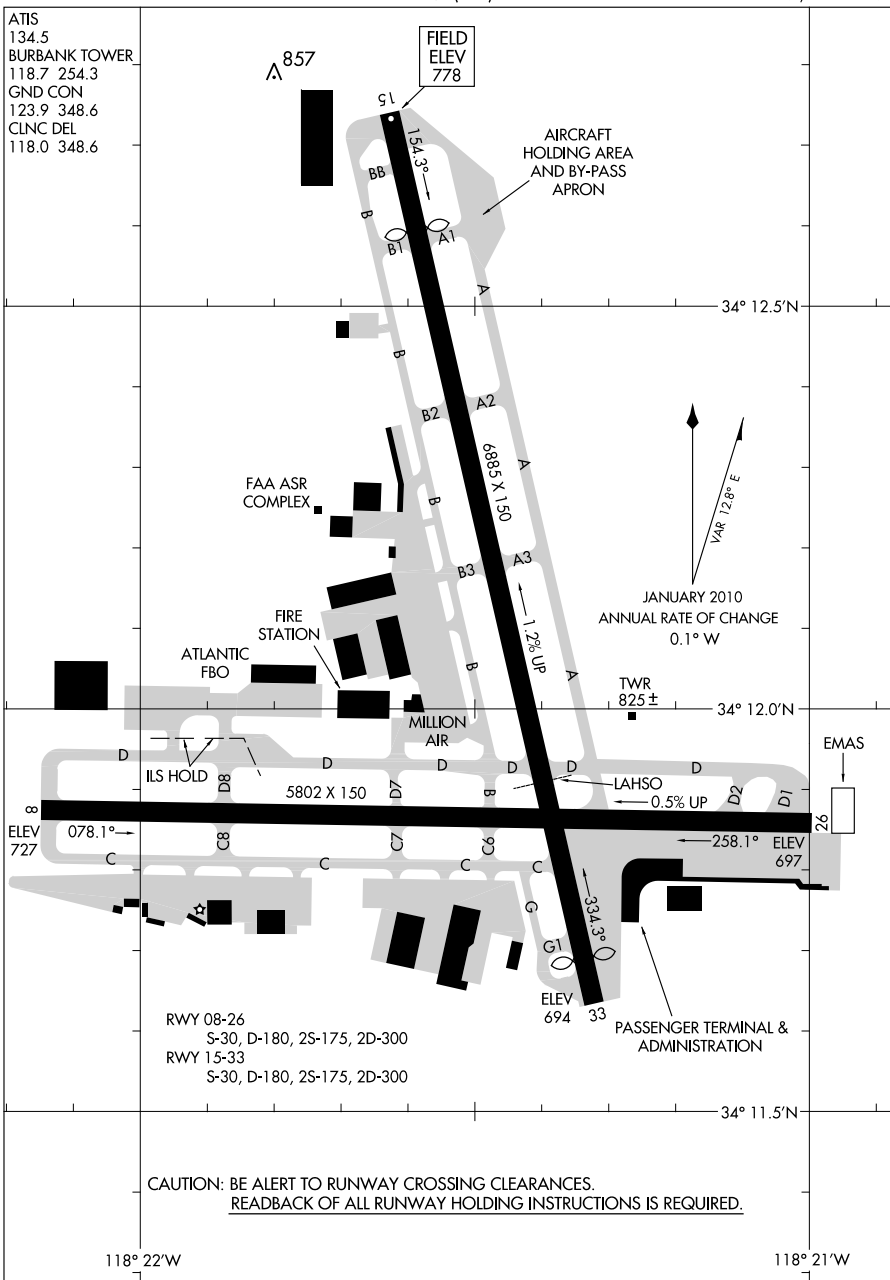 ATIS
134.5
BURBANK TOWER
118.7 254.3
GND CON
123.9 348.6
CLNC DEL
118.0 348.6
857
FIELD
ELEV
778
15
154.3°
AIRCRAFT
HOLDING AREA
AND BY-PASS
APRON
BB
B
B1
A1
A
34° 12.5'N
B
B2
A2
A
6885 X 150
VAR 12.8° E
FAA ASR
COMPLEX
B
B3
A3
JANUARY 2010
ANNUAL RATE OF CHANGE
0.1° W
FIRE
STATION
1.2% UP
ATLANTIC
FBO
B
A
TWR
825 ±
34° 12.0'N
MILLION
AIR
EMAS
D
D
D
D
D
D
ILS HOLD
D8
D7
B
LAHSO
D2
D1
5802 X 150
0.5% UP
8
26
ELEV
727
078.1°
C8
C7
C6
258.1°
ELEV
697
C
C
C
C
G
334.3°
G1
ELEV
694
33
PASSENGER TERMINAL &
ADMINISTRATION
RWY 08-26
S-30, D-180, 2S-175, 2D-300
RWY 15-33
S-30, D-180, 2S-175, 2D-300
34° 11.5'N
CAUTION: BE ALERT TO RUNWAY CROSSING CLEARANCES.
READBACK OF ALL RUNWAY HOLDING INSTRUCTIONS IS REQUIRED.
118° 22'W
118° 21'W